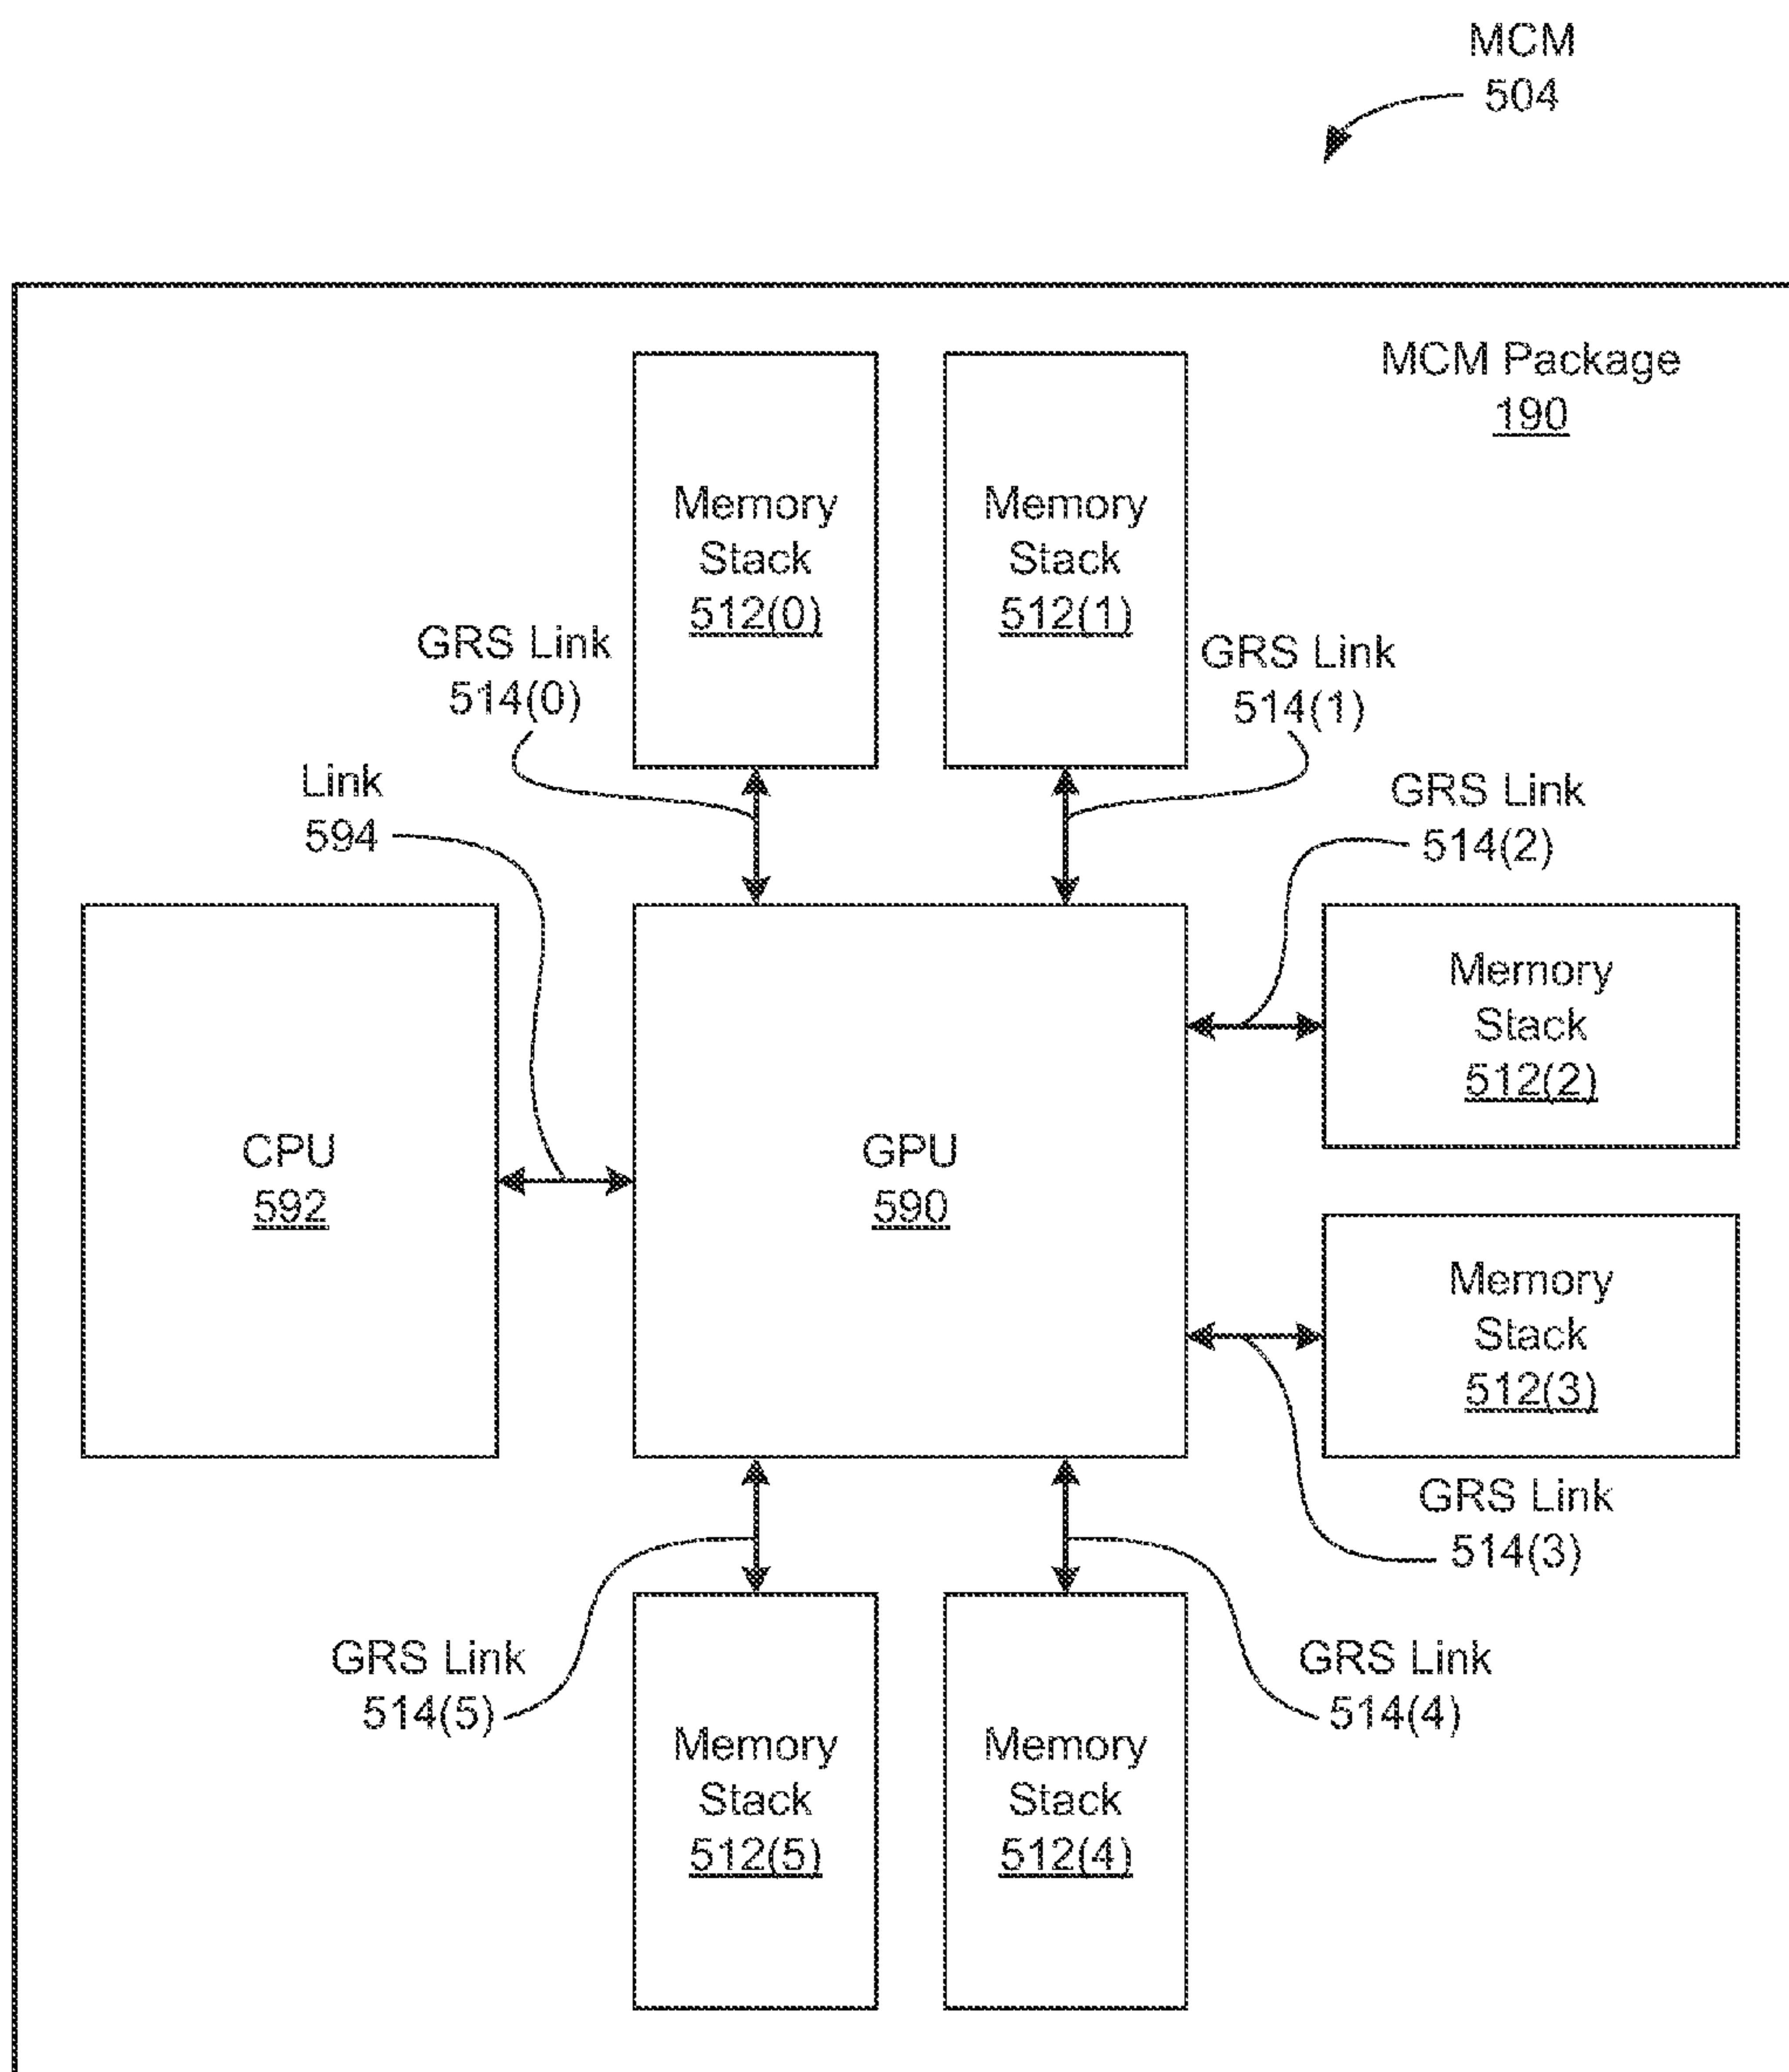 MCM
504
MCM Package
190
Memory
Stack
512(0)
Memory
Stack
512(1)
GRS Link
514(0)
GRS Link
514(1)
Link
594
GRS Link
514(2)
CPU
592
GPU
590
Memory
Stack
512(2)
Memory
Stack
512(3)
GRS Link
514(3)
GRS Link
514(5)
GRS Link
514(4)
Memory
Stack
512(5)
Memory
Stack
512(4)